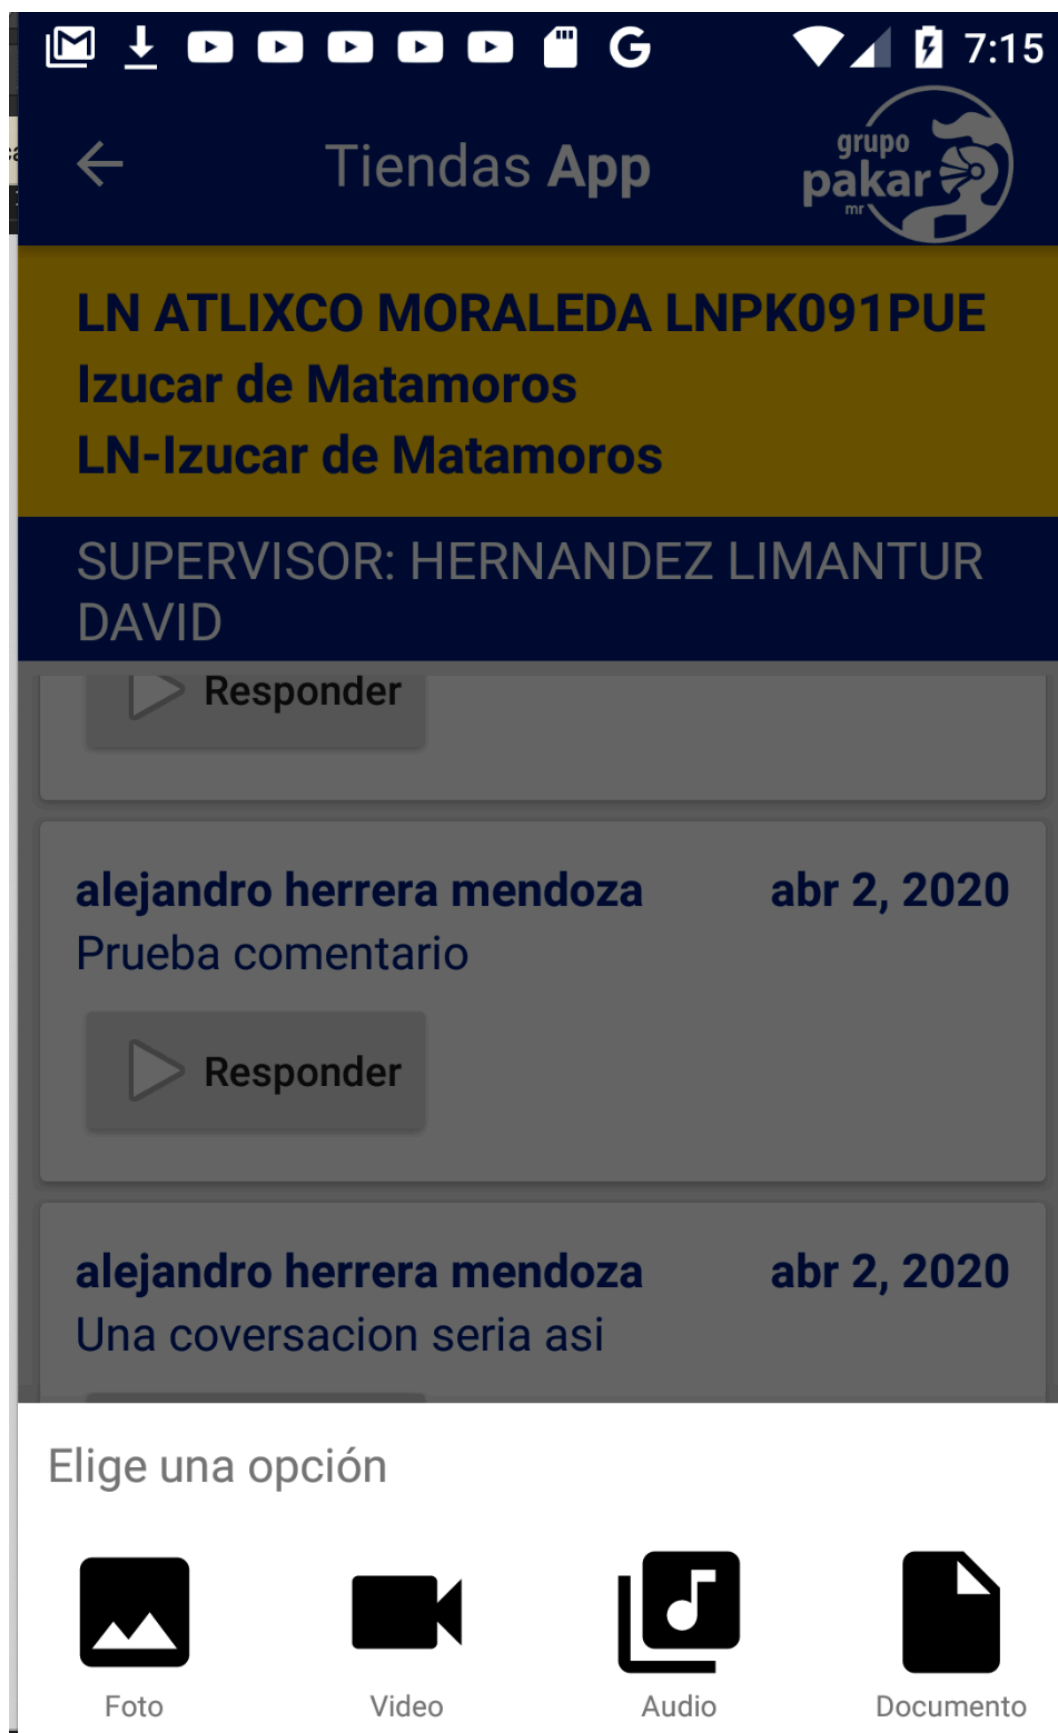 7:15
Tiendas App
grupo
pakar
mr
LN ATLIXCO MORALEDA LNPK091PUE
Izucar de Matamoros
LN-Izucar de Matamoros
SUPERVISOR: HERNANDEZ LIMANTUR
DAVID
Responder
alejandro herrera mendoza abr 2, 2020
Prueba comentario
Responder
alejandro herrera mendoza abr 2, 2020
Una coversacion seria asi
Elige una opción
Foto Video Audio Documento